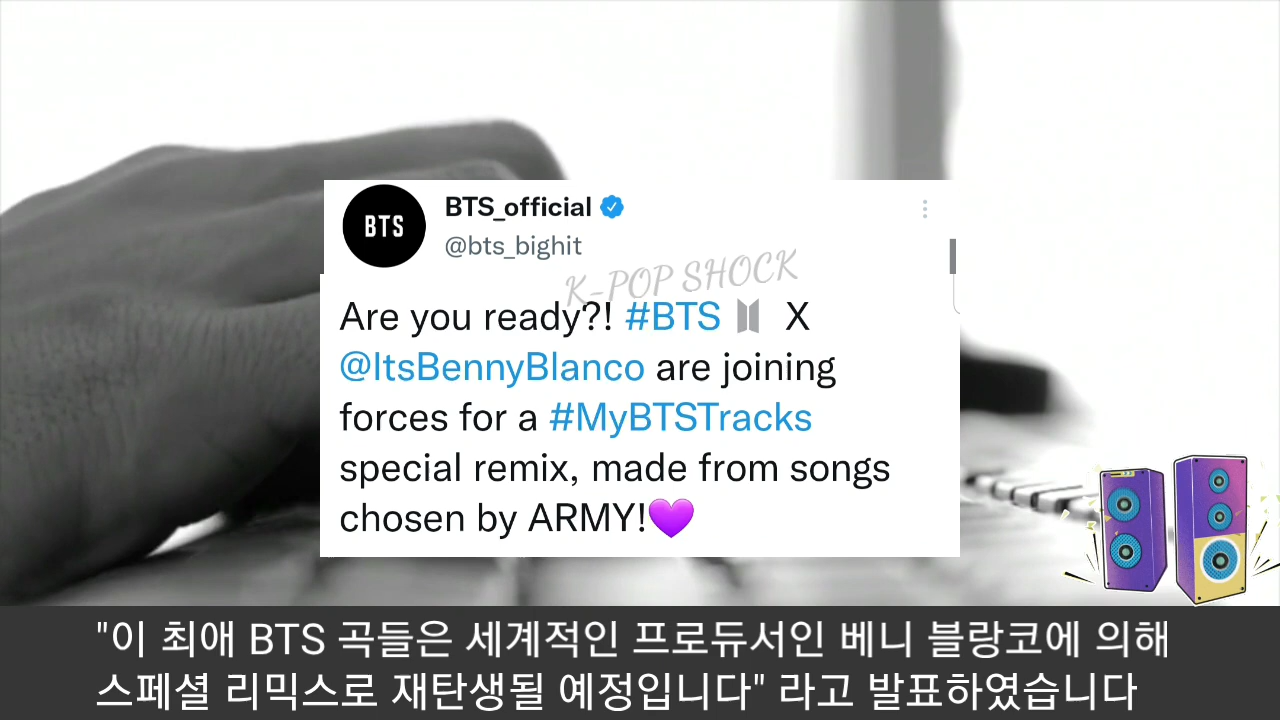 BTS
BTS_official
@bts_bighit
K-POP SHOCK
Are you ready?! #BTS X
@ItsBennyBlanco are joining
forces for a #MyBTSTracks
special remix, made from songs
chosen by ARMY!💜
"이 최애 BTS 곡들은 세계적인 프로듀서인 베니 블랑코에 의해
스페셜 리믹스로 재탄생될 예정입니다" 라고 발표하였습니다